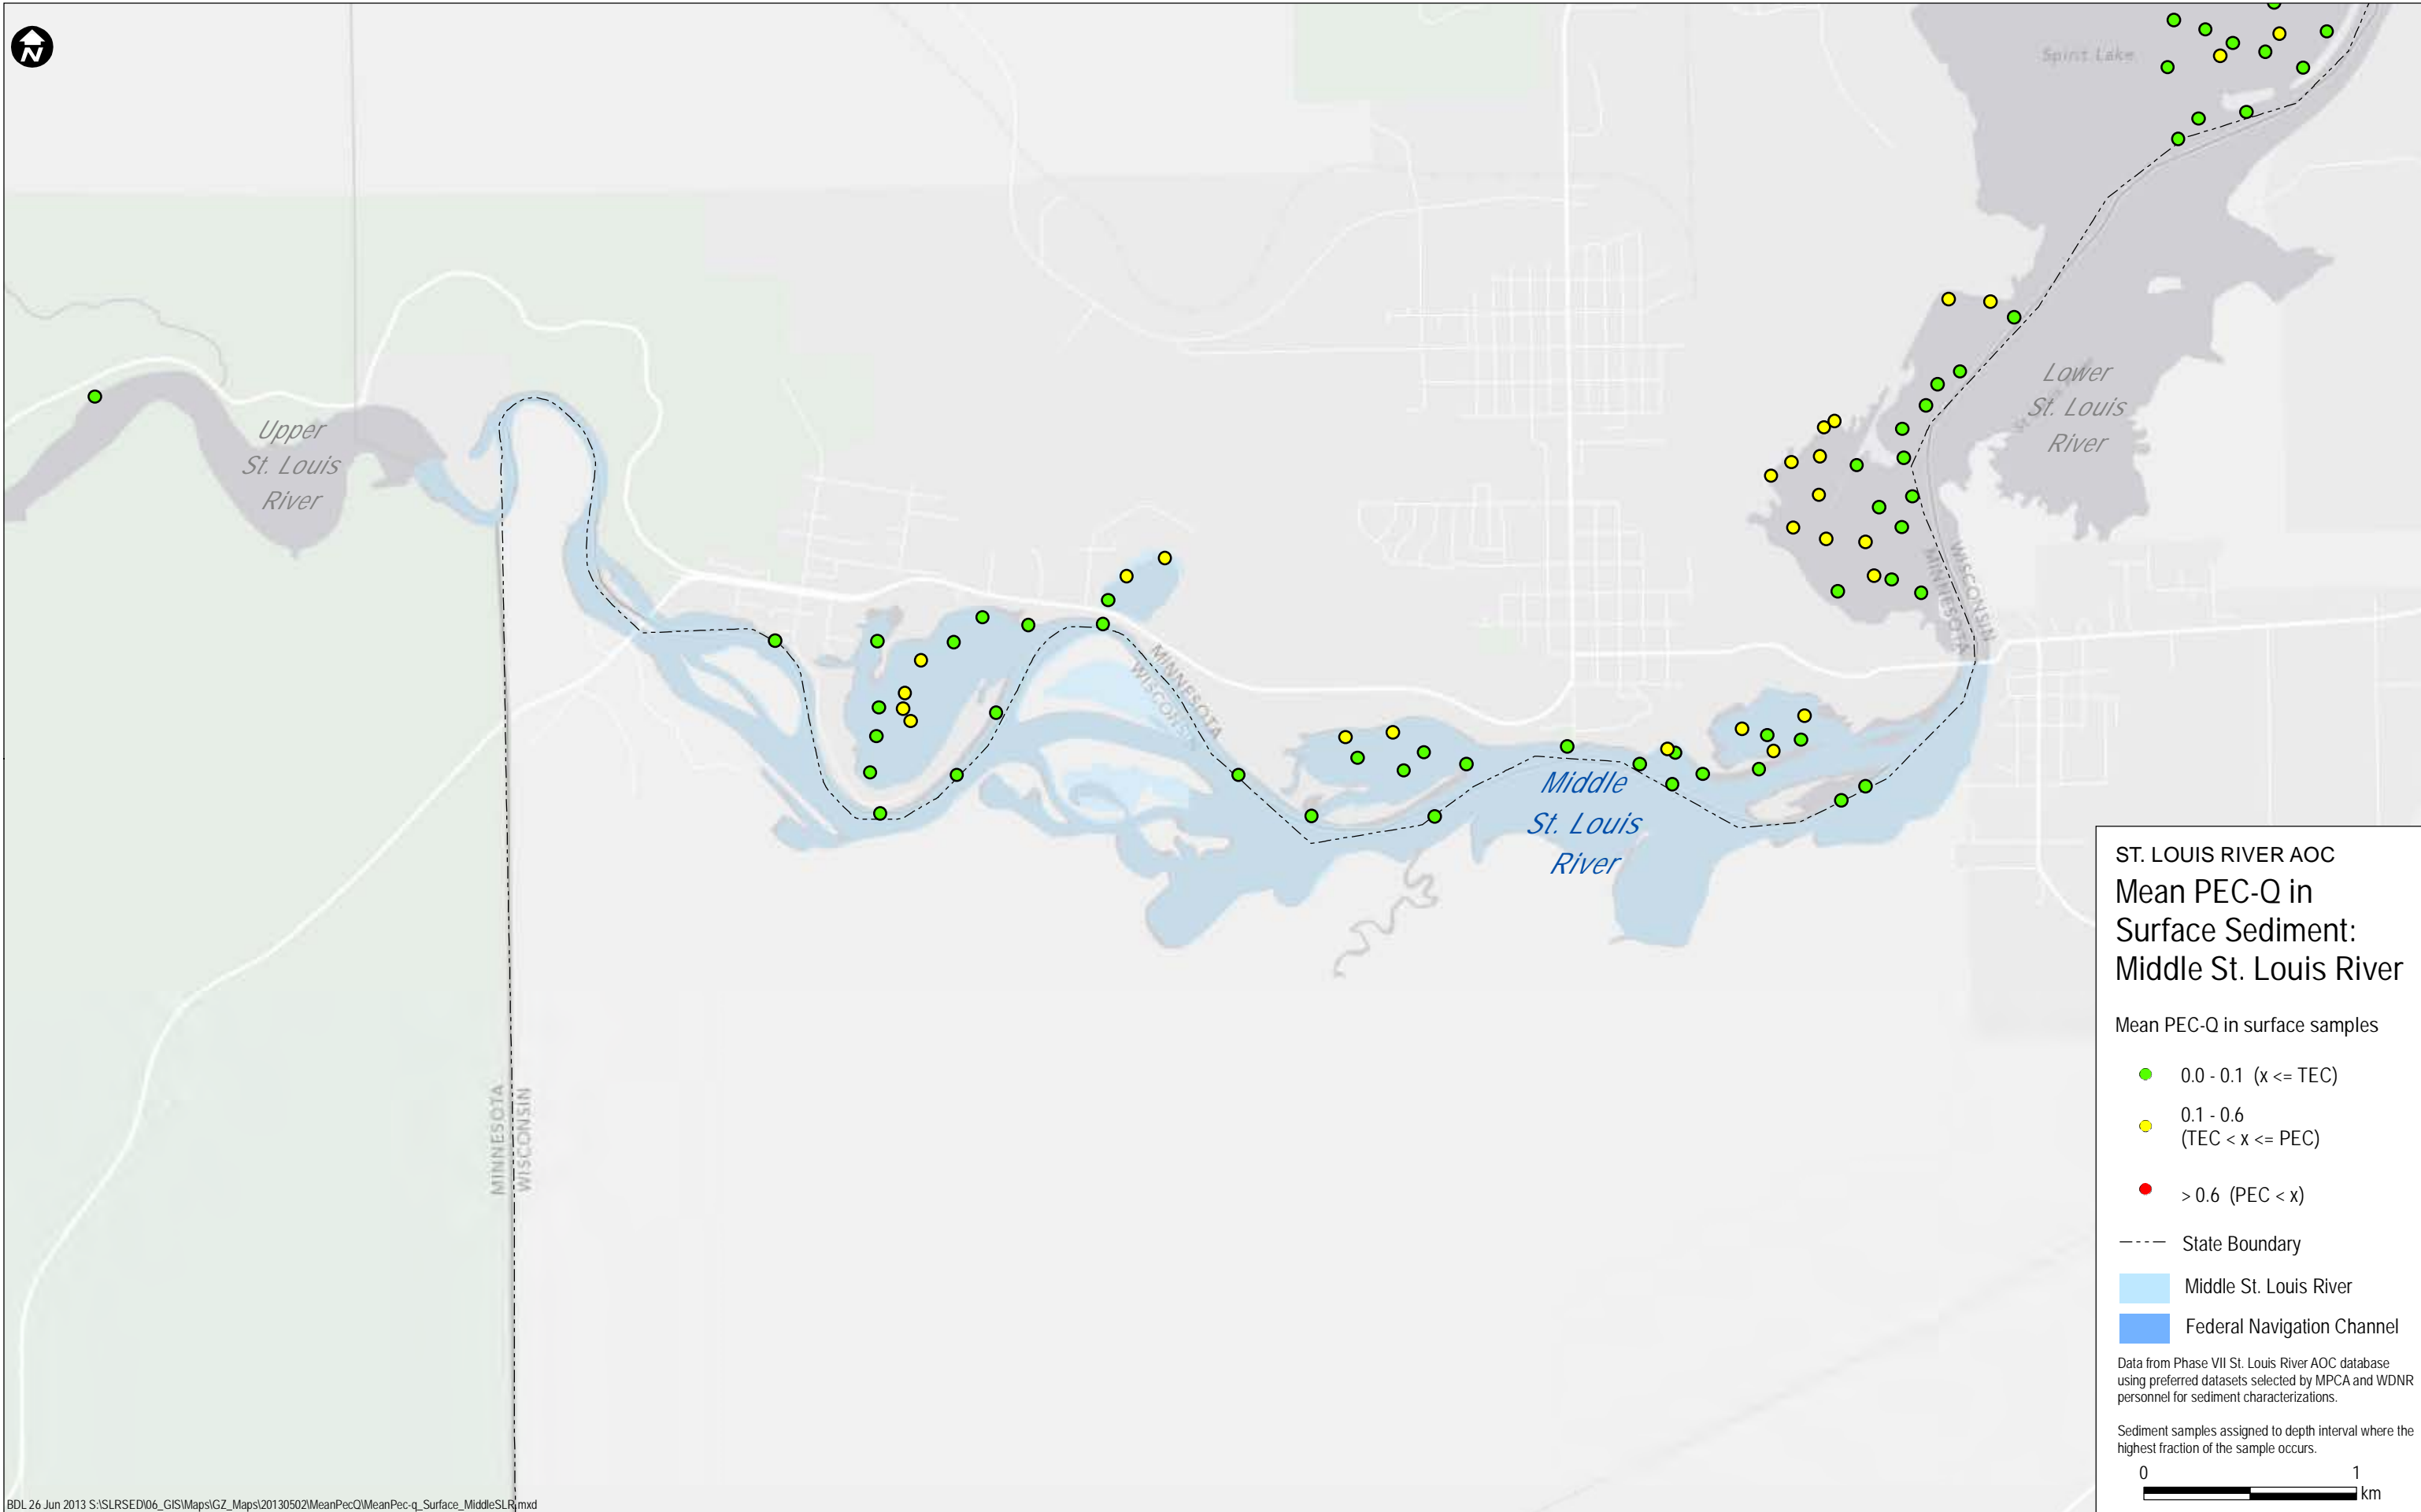 N
Spirit Lake
Upper
St. Louis
River
Lower
St. Louis
River
WISCONSIN
MINNESOTA
MINNESOTA
WISCONSIN
Middle
St. Louis
River
MINNESOTA
WISCONSIN
ST. LOUIS RIVER AOC
Mean PEC-Q in
Surface Sediment:
Middle St. Louis River
Mean PEC-Q in surface samples
0.0 - 0.1 (x <= TEC)
0.1 - 0.6
(TEC < x <= PEC)
> 0.6 (PEC < x)
State Boundary
Middle St. Louis River
Federal Navigation Channel
Data from Phase VII St. Louis River AOC database
using preferred datasets selected by MPCA and WDNR
personnel for sediment characterizations.
Sediment samples assigned to depth interval where the
highest fraction of the sample occurs.
0 1
km
BDL 26 Jun 2013 S:\SLRSED\06_GIS\Maps\GZ_Maps\20130502\MeanPecQ\MeanPec-q_Surface_MiddleSLR.mxd